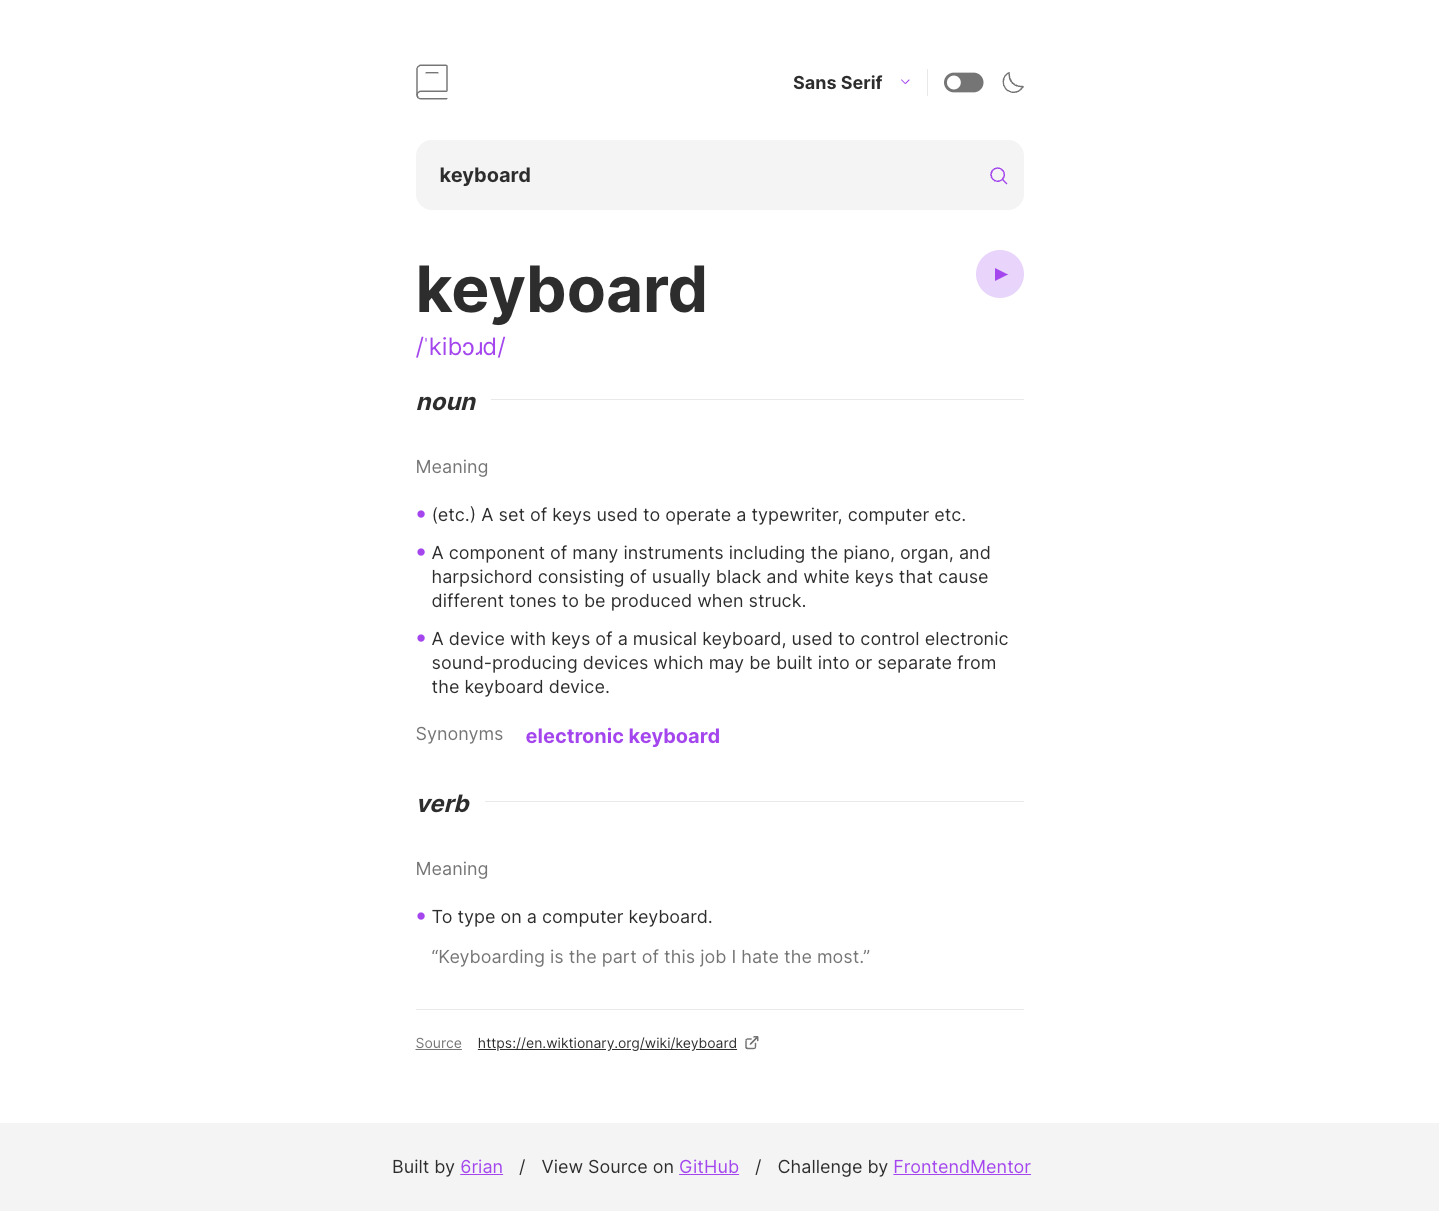 Sans Serif
keyboard
keyboard
/ˈkibɔɹd/
noun
Meaning
(etc.) A set of keys used to operate a typewriter, computer etc.
A component of many instruments including the piano, organ, and
harpsichord consisting of usually black and white keys that cause
different tones to be produced when struck.
A device with keys of a musical keyboard, used to control electronic
sound-producing devices which may be built into or separate from
the keyboard device.
Synonyms electronic keyboard
verb
Meaning
To type on a computer keyboard.
“Keyboarding is the part of this job I hate the most.”
Source https://en.wiktionary.org/wiki/keyboard
Built by 6rian / View Source on GitHub / Challenge by FrontendMentor